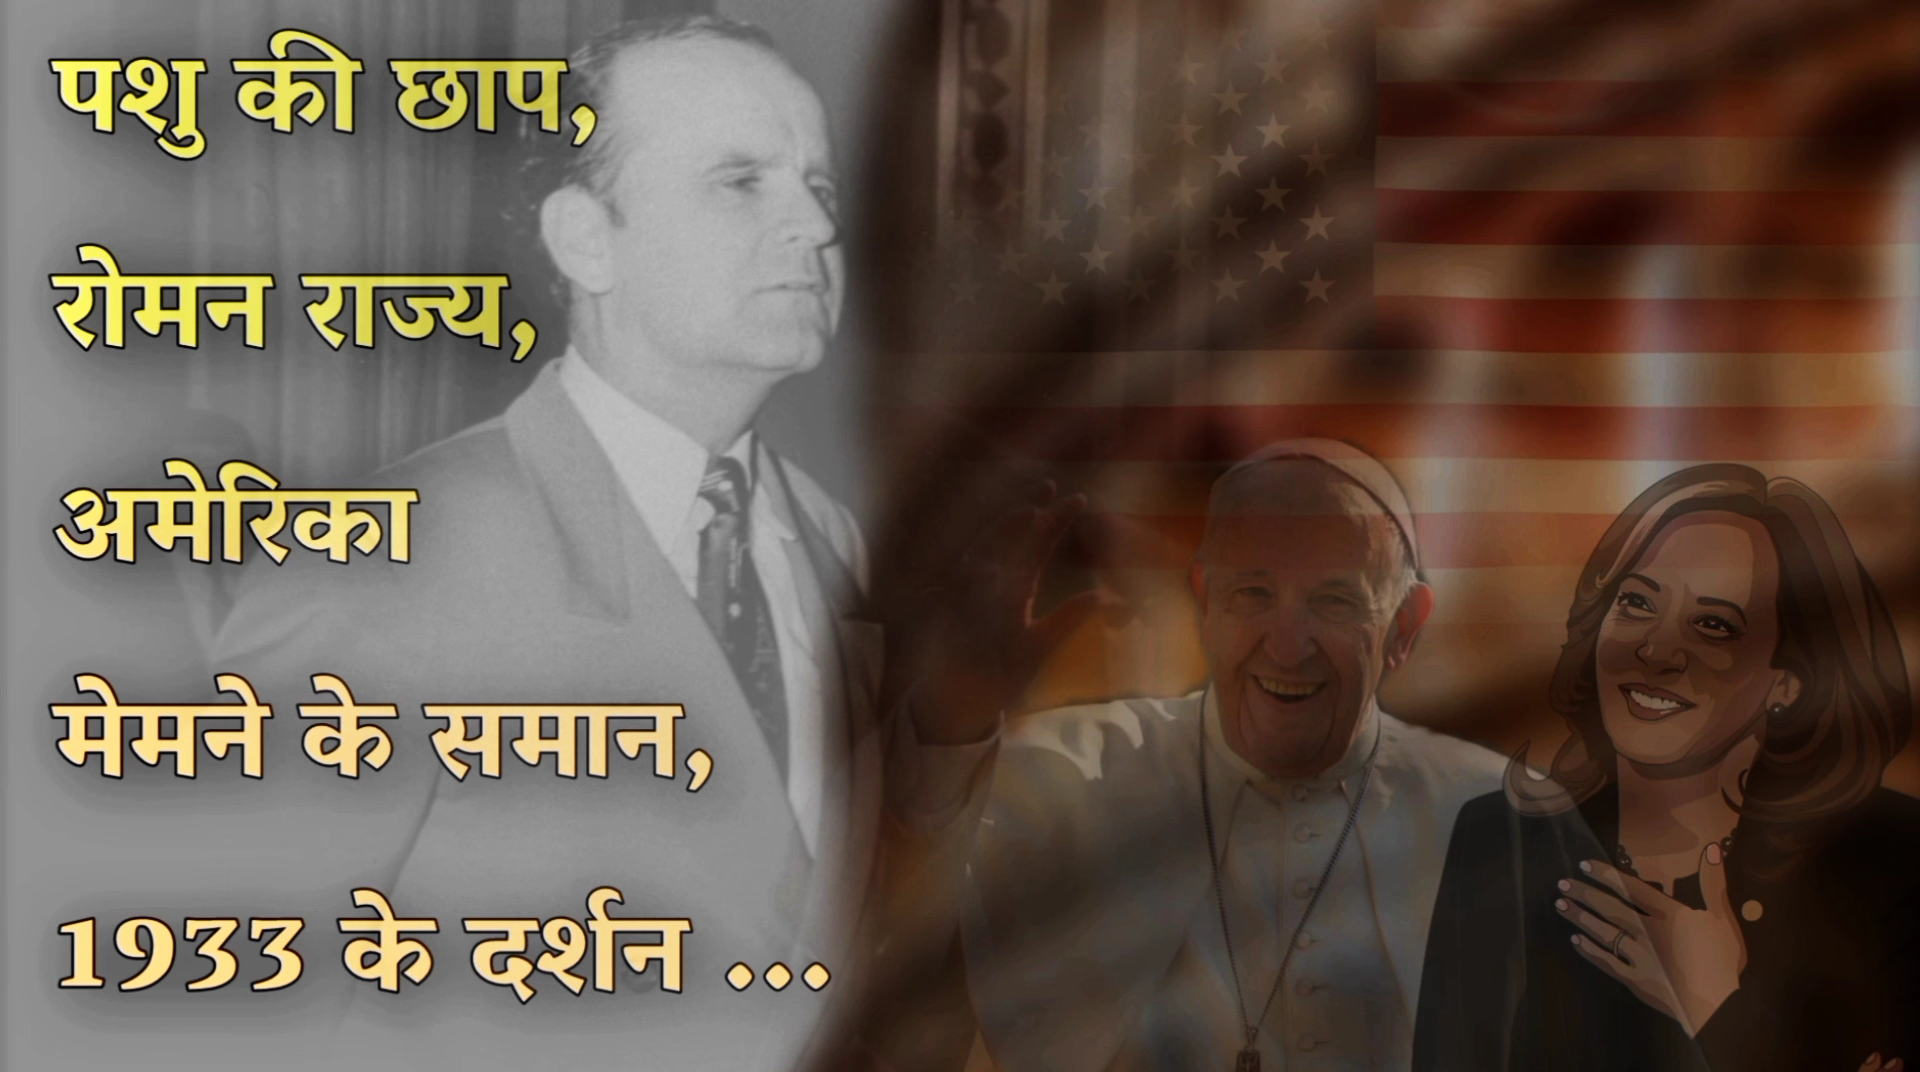 पशु की छाप,
रोमन राज्य,
अमेरिका
मेमने के समान,
1933 के दर्शन ...